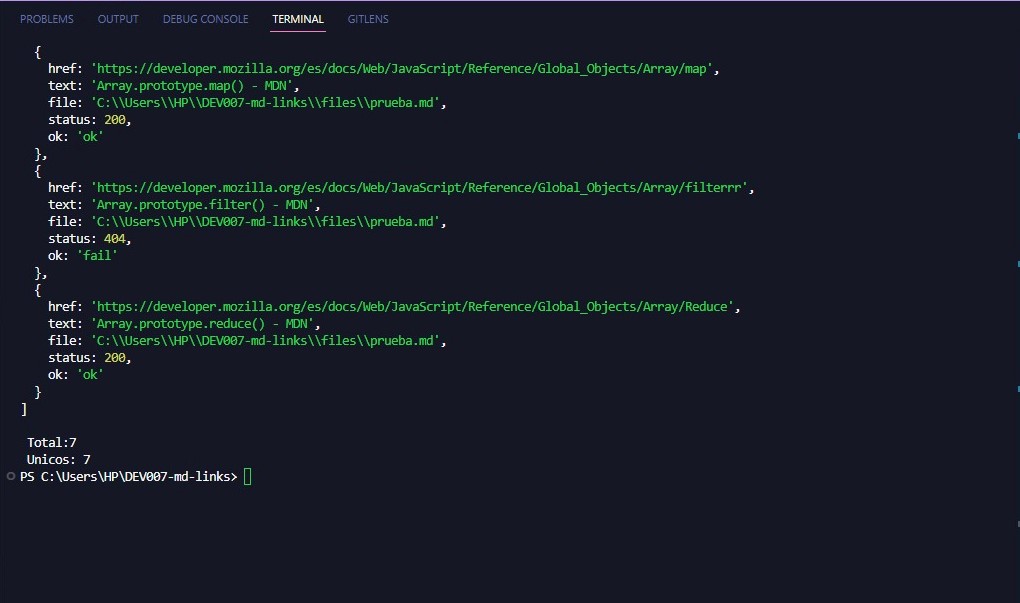 PROBLEMS OUTPUT DEBUG CONSOLE TERMINAL GITLENS
{
href: 'https://developer.mozilla.org/es/docs/Web/JavaScript/Reference/Global_Objects/Array/map',
text: 'Array.prototype.map() - MDN',
file: 'C:\\Users\\HP\\DEV007-md-links\\files\\prueba.md',
status: 200,
ok: 'ok'
},
{
href: 'https://developer.mozilla.org/es/docs/Web/JavaScript/Reference/Global_Objects/Array/filterrr',
text: 'Array.prototype.filter() - MDN',
file: 'C:\\Users\\HP\\DEV007-md-links\\files\\prueba.md',
status: 404,
ok: 'fail'
},
{
href: 'https://developer.mozilla.org/es/docs/Web/JavaScript/Reference/Global_Objects/Array/Reduce',
text: 'Array.prototype.reduce() - MDN',
file: 'C:\\Users\\HP\\DEV007-md-links\\files\\prueba.md',
status: 200,
ok: 'ok'
}
]
Total:7
Unicos: 7
PS C:\Users\HP\DEV007-md-links>